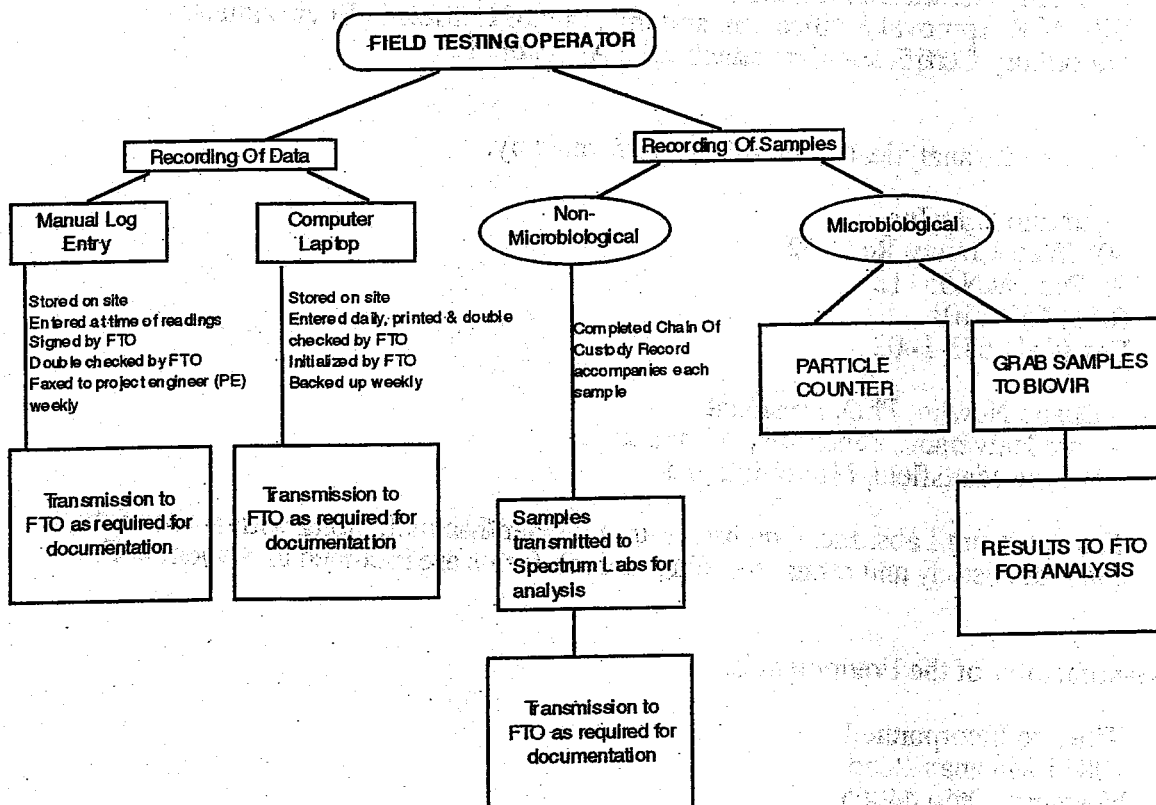 FIELD TESTING OPERATOR
Recording Of Data
Recording Of Samples
Manual Log
Entry
Computer
Laptop
Non-
Microbiological
Microbiological
Stored on site
Entered at time of readings
Signed by FTO
Double checked by FTO
Faxed to project engineer (PE)
weekly
Stored on site
Entered daily, printed & double
checked by FTO
Initialized by FTO
Backed up weekly
Completed Chain Of
Custody Record
accompanies each
sample
PARTICLE
COUNTER
GRAB SAMPLES
TO BIOVIR
Transmission to
FTO as required for
documentation
Transmission to
FTO as required for
documentation
Samples
transmitted to
Spectrum Labs for
analysis
RESULTS TO FTO
FOR ANALYSIS
Transmission to
FTO as required for
documentation